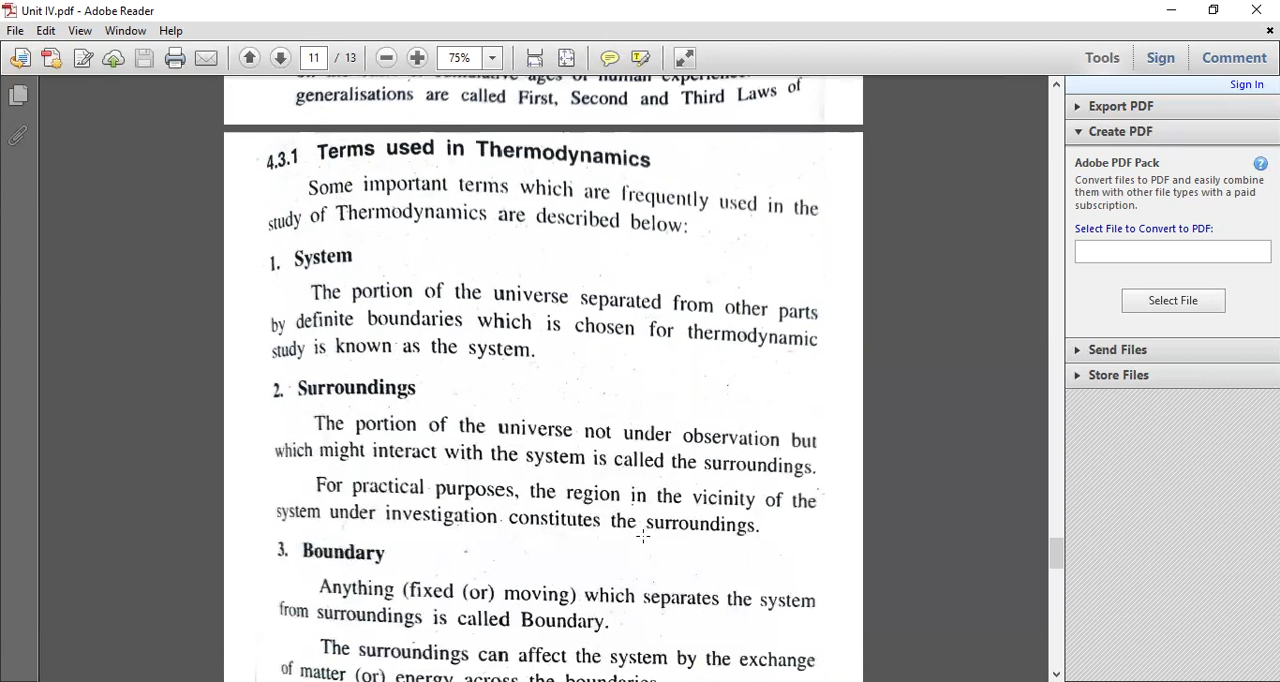 Unit IV.pdf - Adobe Reader
File Edit View Window Help
11 / 13 75%
Tools Sign Comment
generalisations are called First, Second and Third Laws of
4.3.1 Terms used in Thermodynamics
Some important terms which are frequently used in the
study of Thermodynamics are described below:
1. System
The portion of the universe separated from other parts
by definite boundaries which is chosen for thermodynamic
study is known as the system.
2. Surroundings
The portion of the universe not under observation but
which might interact with the system is called the surroundings.
For practical purposes, the region in the vicinity of the
system under investigation constitutes the surroundings.
3. Boundary
Anything (fixed (or) moving) which separates the system
from surroundings is called Boundary.
The surroundings can affect the system by the exchange
of matter (or) energy across the boundaries
Sign In
Export PDF
Create PDF
Adobe PDF Pack
Convert files to PDF and easily combine
them with other file types with a paid
subscription.
Select File to Convert to PDF:
Select File
Send Files
Store Files